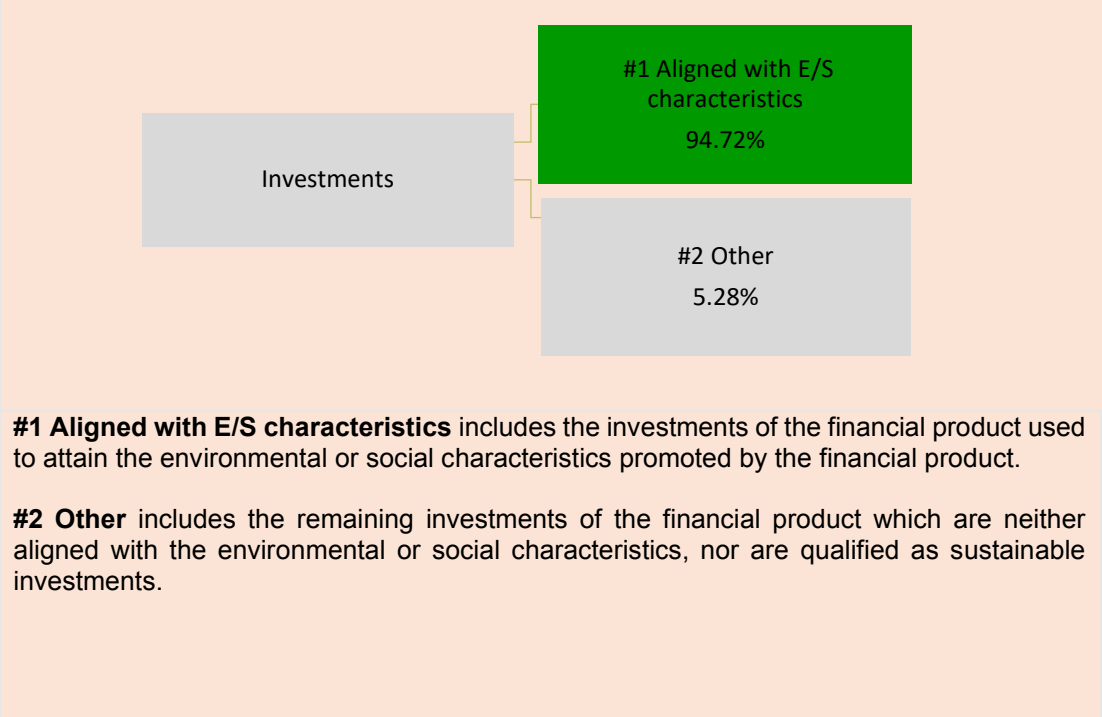 #1 Aligned with E/S
characteristics
94.72%
Investments
#2 Other
5.28%
#1 Aligned with E/S characteristics includes the investments of the financial product used
to attain the environmental or social characteristics promoted by the financial product.
#2 Other includes the remaining investments of the financial product which are neither
aligned with the environmental or social characteristics, nor are qualified as sustainable
investments.